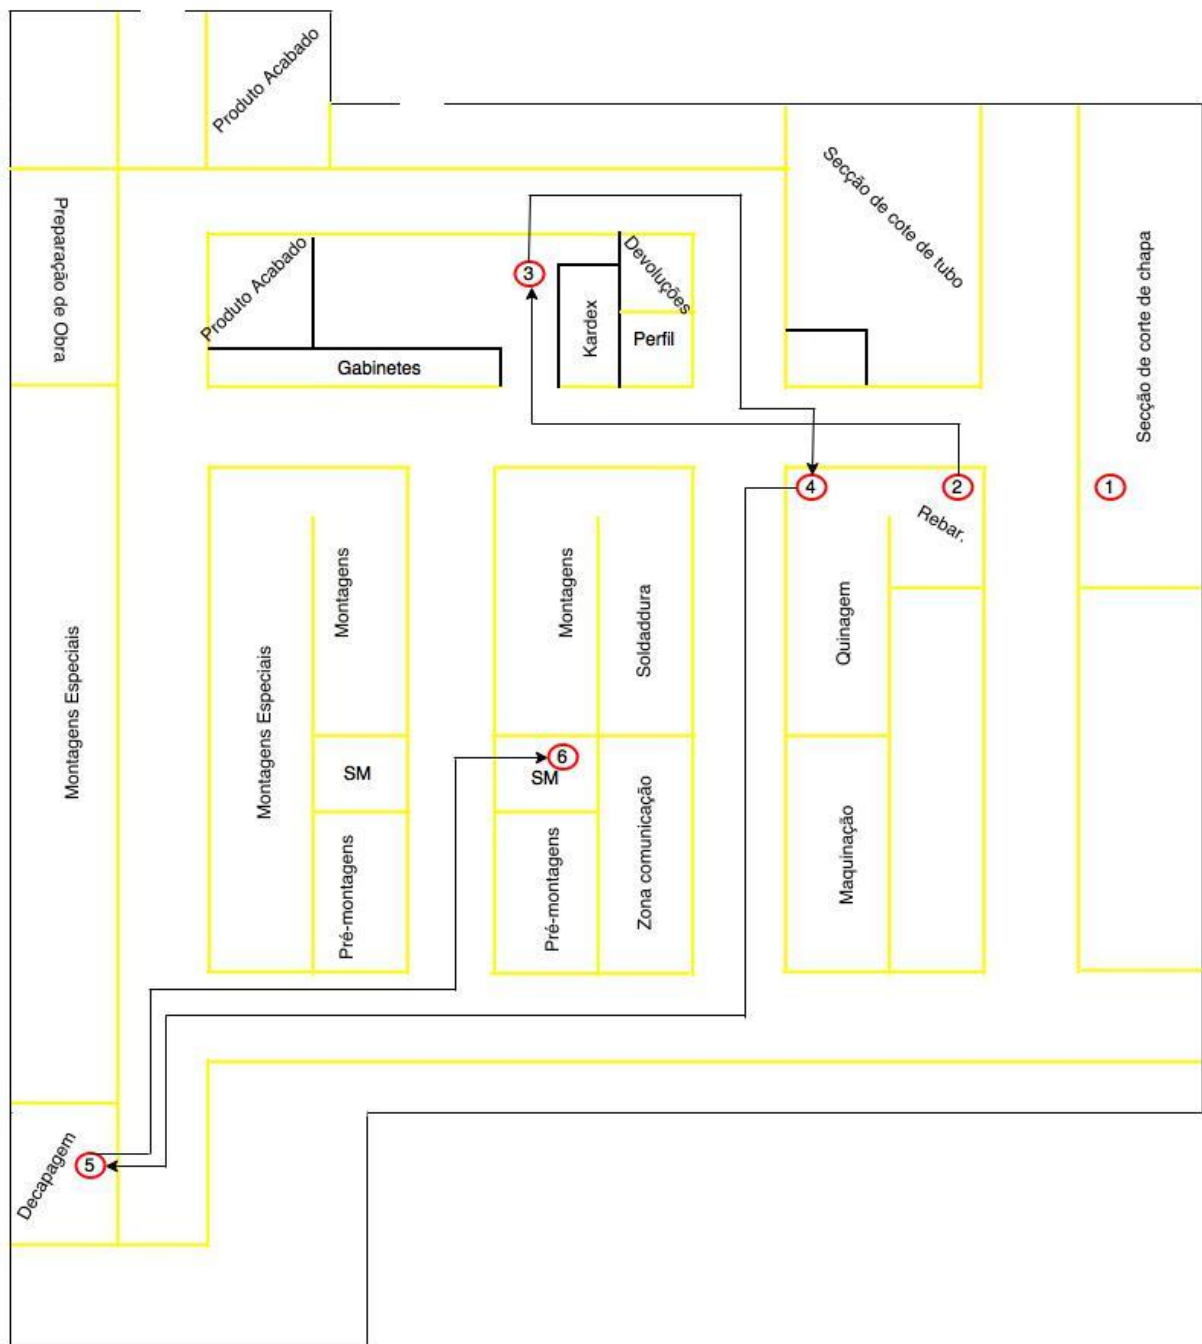 Produto Acabado
Secção de cote de tubo
Preparação de Obra
Produto Acabado
3
Devoluções
Kardex
Perfil
Gabinetes
Secção de corte de chapa
4
2
1
Rebar.
Montagens
Montagens
Soldaddura
Quinagem
Montagens Especiais
Montagens Especiais
6
SM
SM
Pré-montagens
Pré-montagens
Zona comunicação
Maquinação
Decapagem
5